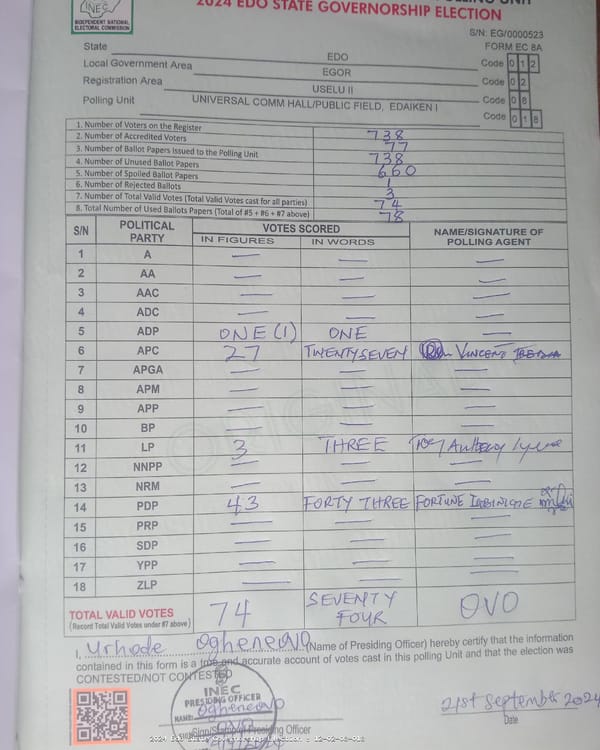 INEC
INDEPENDENT NATIONAL
ELECTORAL COMMISSION
2024 EDO STATE GOVERNORSHIP ELECTION
S/N: EG/0000523
FORM EC 8A
State EDO Code 0 1 2
Local Government Area EGOR Code 0 2
Registration Area USELU II Code 0 8
Polling Unit UNIVERSAL COMM HALL/PUBLIC FIELD, EDAIKEN I Code 0 1 8
1. Number of Voters on the Register 738
2. Number of Accredited Voters 77
3. Number of Ballot Papers Issued to the Polling Unit 738
4. Number of Unused Ballot Papers 660
5. Number of Spoiled Ballot Papers 1
6. Number of Rejected Ballots 3
7. Number of Total Valid Votes (Total Valid Votes cast for all parties) 74
8. Total Number of Used Ballots Papers (Total of #5 + #6 + #7 above) 78
S/N POLITICAL PARTY VOTES SCORED NAME/SIGNATURE OF POLLING AGENT
IN FIGURES IN WORDS
1 A — — —
2 AA — — —
3 AAC — — —
4 ADC — — —
5 ADP ONE (1) ONE —
6 APC 27 TWENTYSEVEN VINCENT
7 APGA — — —
8 APM — — —
9 APP — — —
10 BP — — —
11 LP 3 THREE
12 NNPP — — —
13 NRM — — —
14 PDP 43 FORTY THREE FORTUNE
15 PRP — — —
16 SDP — — —
17 YPP — — —
18 ZLP — — —
TOTAL VALID VOTES 74 SEVENTY FOUR OVO
(Record Total Valid Votes under #7 above)
I, Urhode Ogheneovo (Name of Presiding Officer) hereby certify that the information
contained in this form is a true and accurate account of votes cast in this polling Unit and that the election was
CONTESTED/NOT CONTESTED
INEC
PRESIDING OFFICER
NAME: Ogheneovo
21st September 2024
Sign/Stamp Presiding Officer
Date